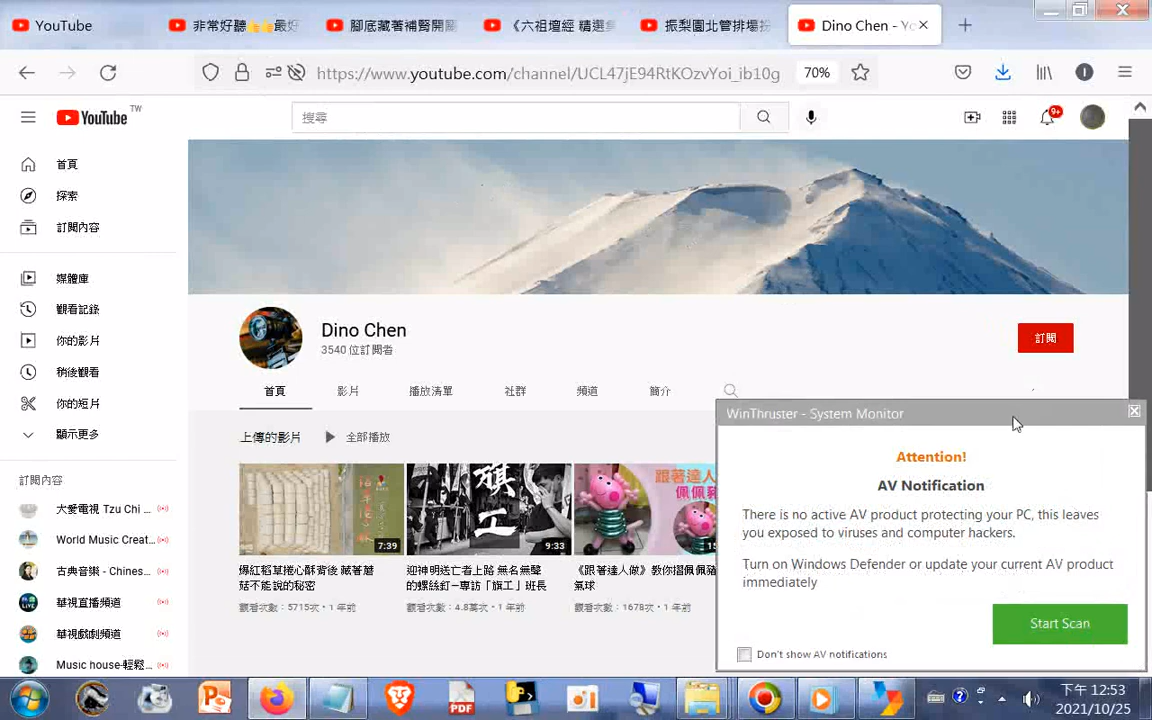 YouTube
非常好聽👍👍最好
腳底藏著補腎開關
《六祖壇經 精選集
振梨園北管排場扮
Dino Chen - Yo
https://www.youtube.com/channel/UCL47jE94RtKOzvYoi_ib10g
70%
YouTube TW
搜尋
9+
首頁
探索
訂閱內容
媒體庫
觀看記錄
你的影片
稍後觀看
你的短片
顯示更多
訂閱內容
大愛電視 Tzu Chi ...
World Music Creat...
古典音樂 - Chines...
華視直播頻道
華視戲劇頻道
Music house-輕鬆...
Dino Chen
3540 位訂閱者
訂閱
首頁
影片
播放清單
社群
頻道
簡介
上傳的影片
全部播放
7:39
旗工
9:33
跟著達人
佩佩豬
爆紅稻草捲心酥背後 藏著蘑
菇不能說的秘密
觀看次數：5715次・1 年前
迎神明送亡者上路 無名無聲
的螺絲釘—專訪「旗工」班長
觀看次數：4.8萬次・1 年前
《跟著達人做》教你摺佩佩豬
氣球
觀看次數：1678次・1 年前
WinThruster - System Monitor
Attention!
AV Notification
There is no active AV product protecting your PC, this leaves
you exposed to viruses and computer hackers.
Turn on Windows Defender or update your current AV product
immediately
Start Scan
Don't show AV notifications
PDF
下午 12:53
2021/10/25